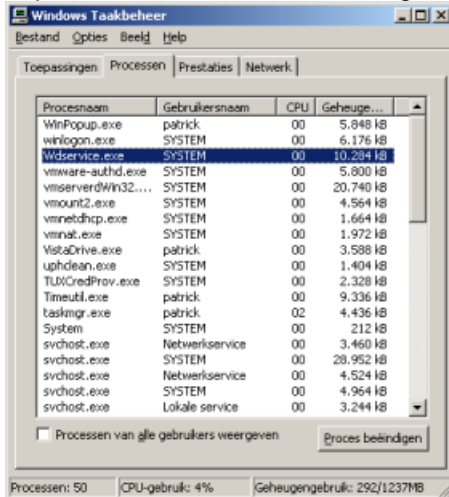 Windows Taakbeheer
Bestand Opties Beeld Help
Toepassingen Processen Prestaties Netwerk
Procesnaam Gebruikersnaam CPU Geheuge...
WinPopup.exe patrick 00 5.848 kB
winlogon.exe SYSTEM 00 6.176 kB
Wdservice.exe SYSTEM 00 10.284 kB
vmware-authd.exe SYSTEM 00 5.800 kB
vmserverdWin32.... SYSTEM 00 20.740 kB
vmount2.exe SYSTEM 00 4.564 kB
vmnetdhcp.exe SYSTEM 00 1.664 kB
vmnat.exe SYSTEM 00 1.972 kB
VistaDrive.exe patrick 00 3.588 kB
uphclean.exe SYSTEM 00 1.404 kB
TUXCredProv.exe SYSTEM 00 2.328 kB
Timeutil.exe patrick 00 9.336 kB
taskmgr.exe patrick 02 4.436 kB
System SYSTEM 00 212 kB
svchost.exe Netwerkservice 00 3.460 kB
svchost.exe SYSTEM 00 28.952 kB
svchost.exe Netwerkservice 00 4.524 kB
svchost.exe SYSTEM 00 4.964 kB
svchost.exe Lokale service 00 3.244 kB
Processen van alle gebruikers weergeven
Proces beëindigen
Processen: 50 CPU-gebruik: 4% Geheugengebruik: 292/1237MB